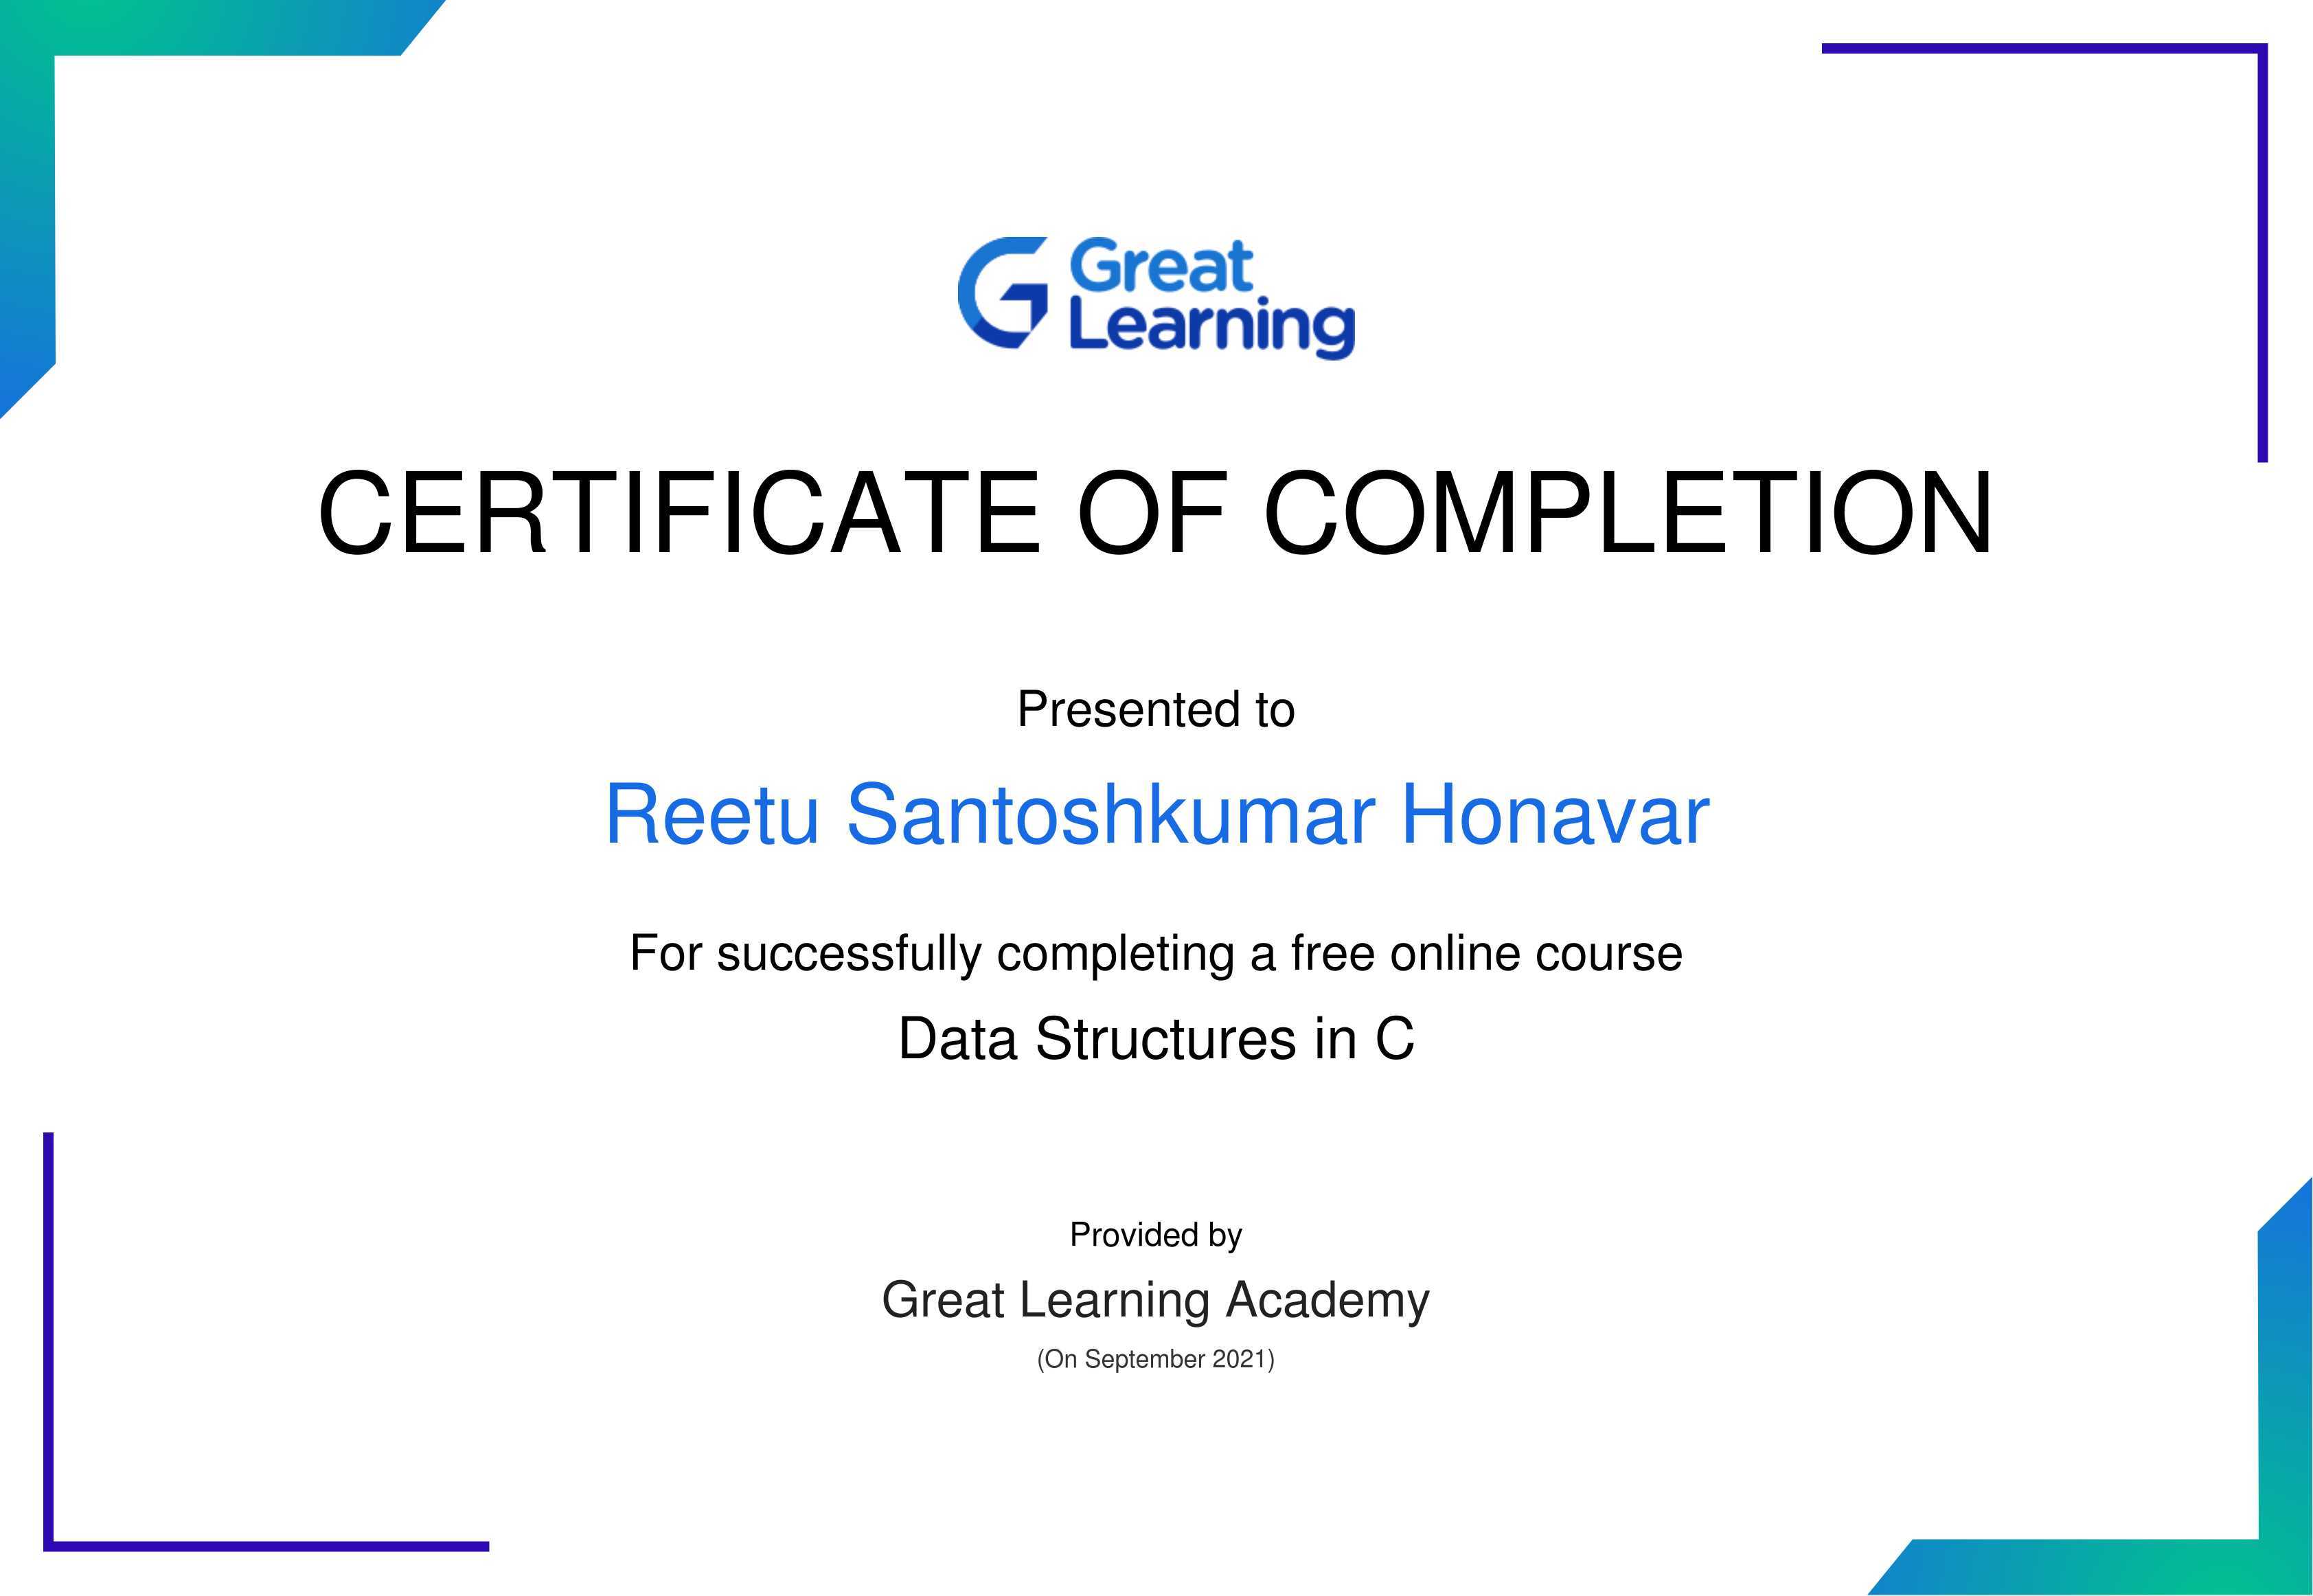 Great
Learning
CERTIFICATE OF COMPLETION
Presented to
Reetu Santoshkumar Honavar
For successfully completing a free online course
Data Structures in C
Provided by
Great Learning Academy
(On September 2021)